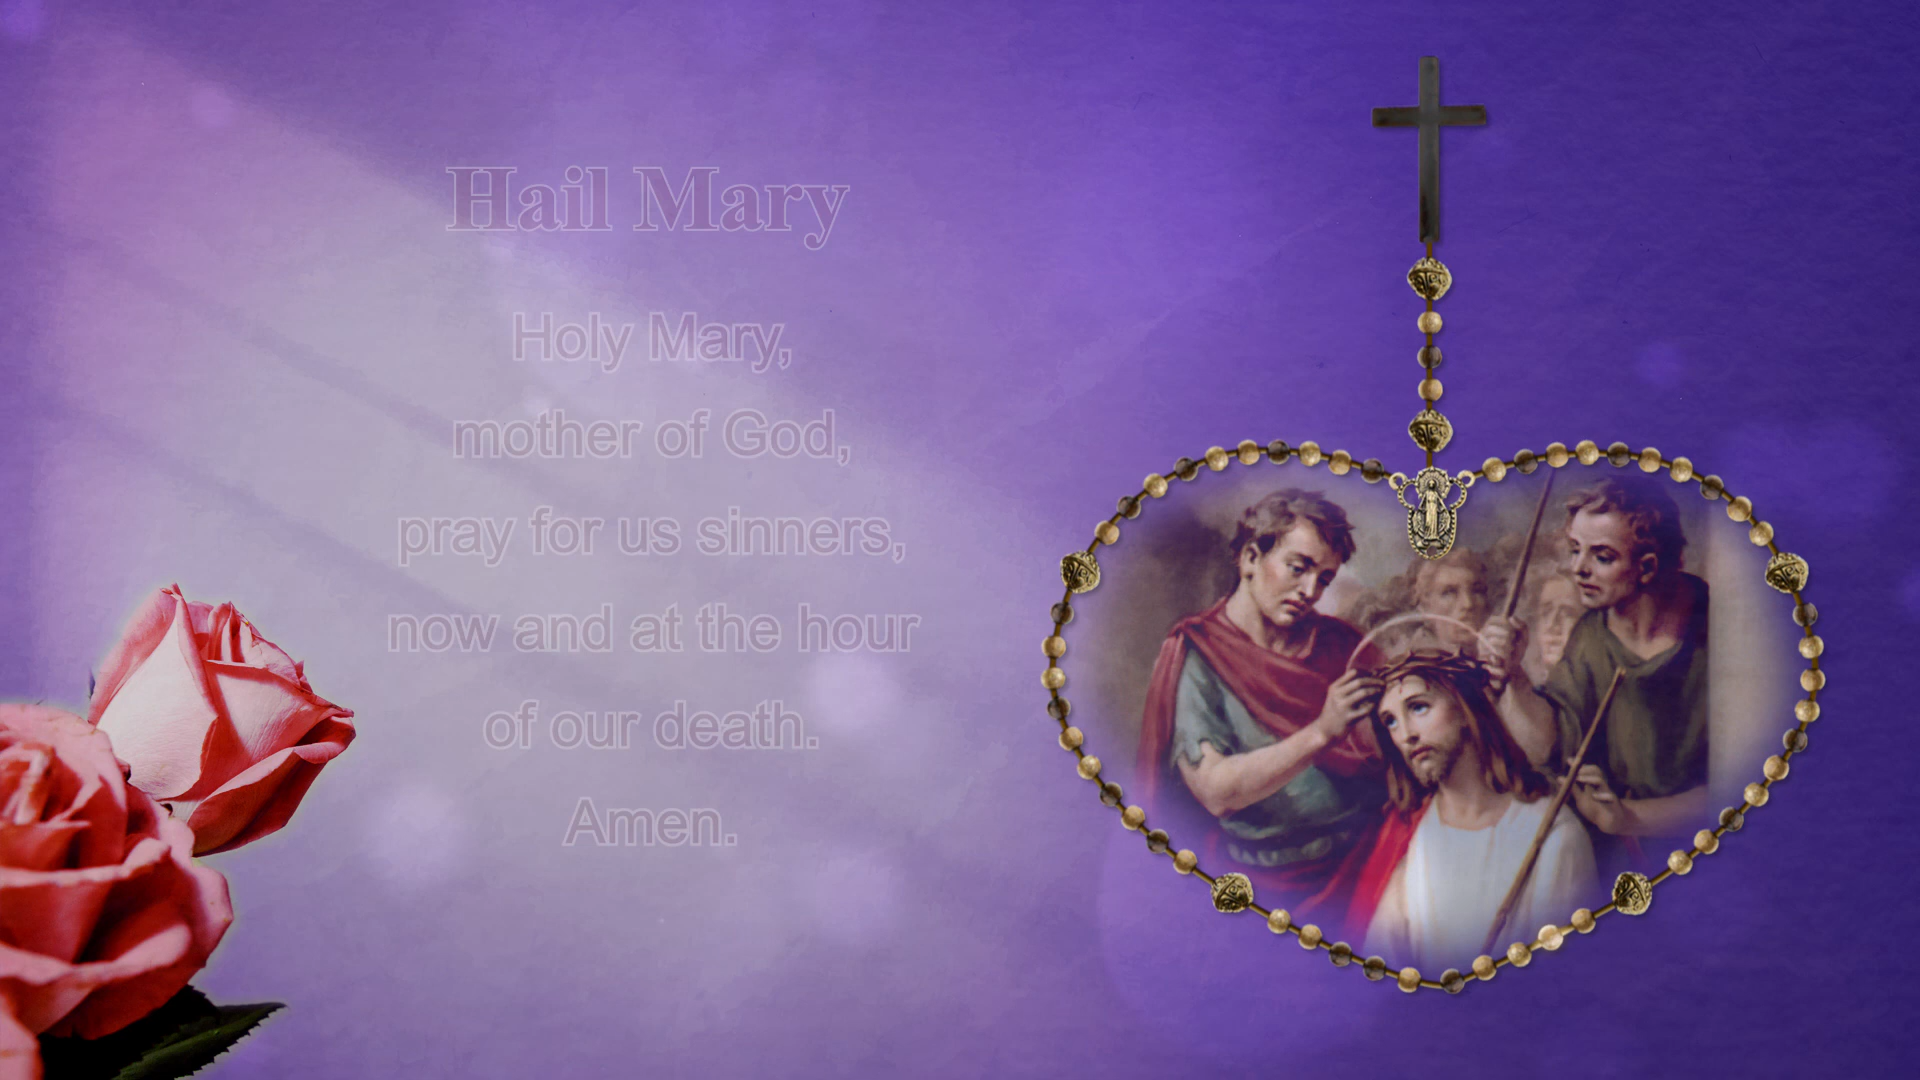 Hail Mary
Holy Mary,
mother of God,
pray for us sinners,
now and at the hour
of our death.
Amen.